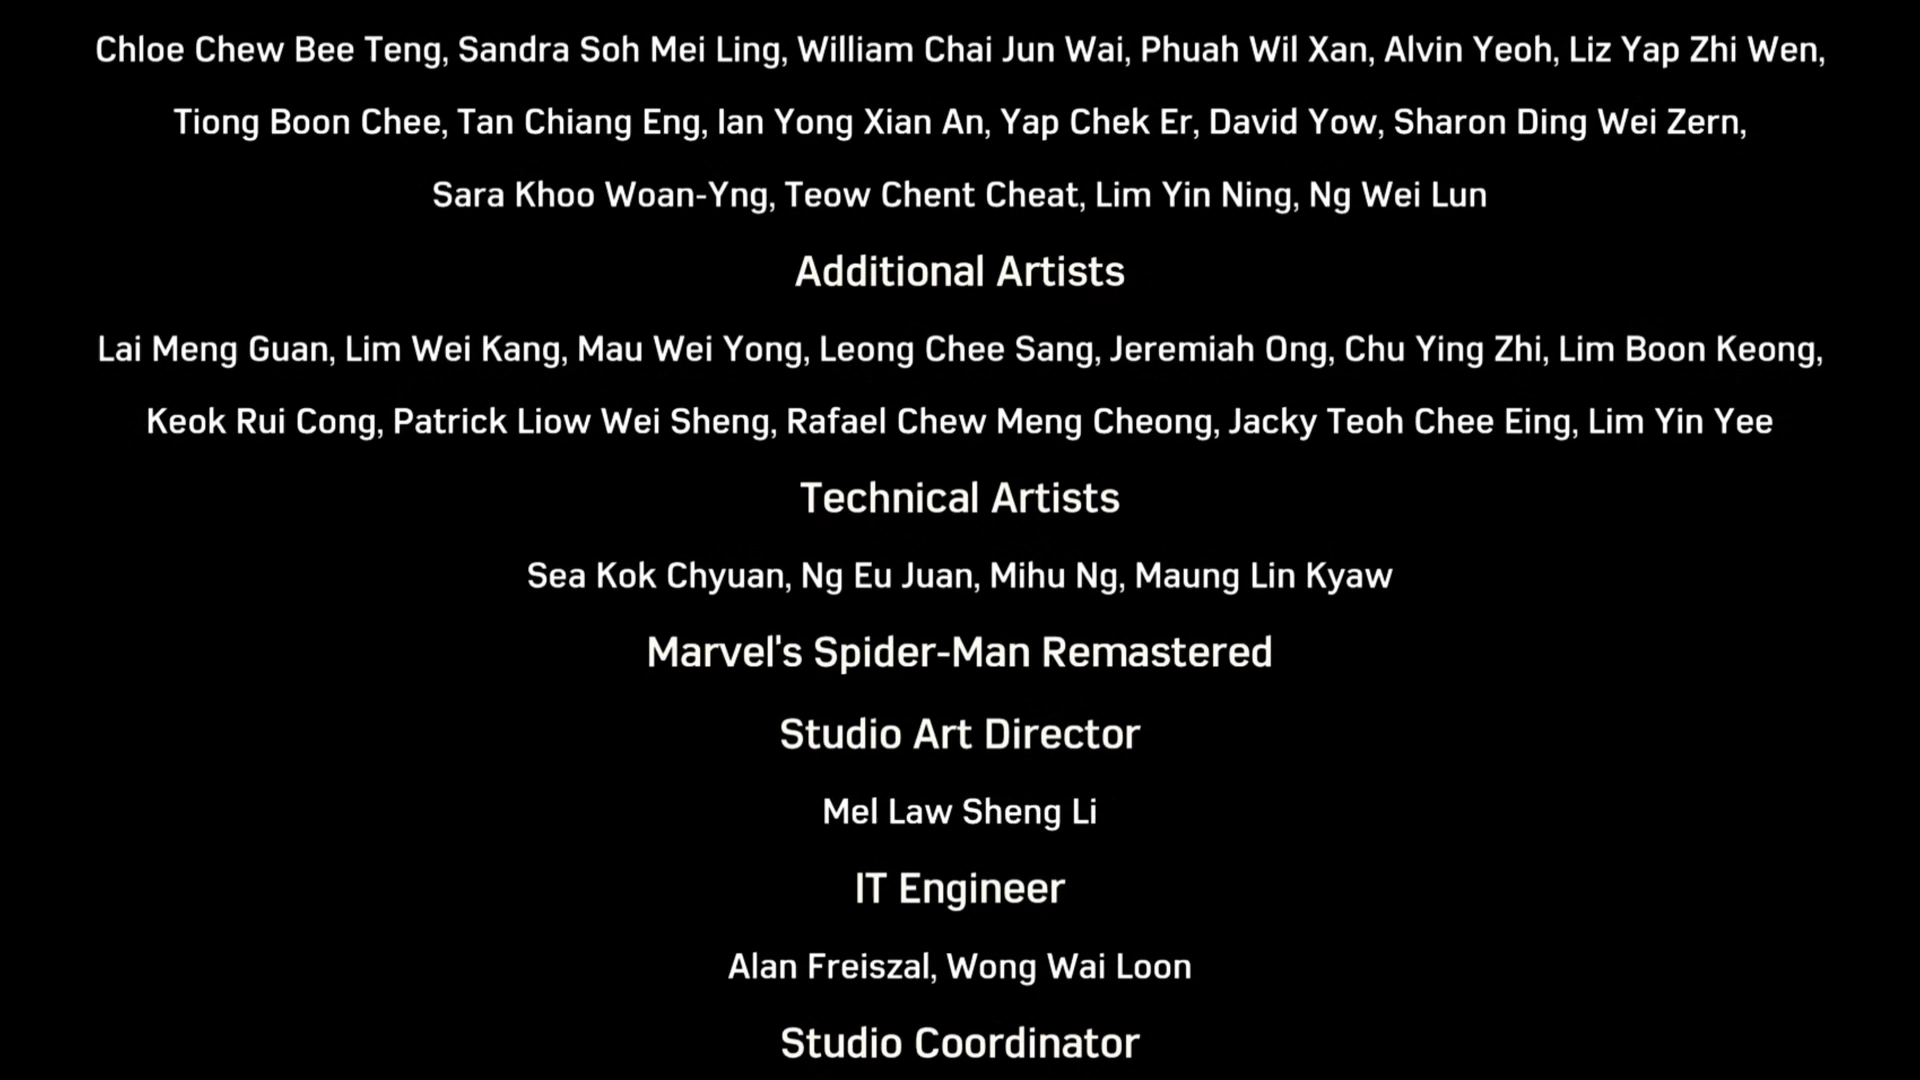 Chloe Chew Bee Teng, Sandra Soh Mei Ling, William Chai Jun Wai, Phuah Wil Xan, Alvin Yeoh, Liz Yap Zhi Wen,
Tiong Boon Chee, Tan Chiang Eng, Ian Yong Xian An, Yap Chek Er, David Yow, Sharon Ding Wei Zern,
Sara Khoo Woan-Yng, Teow Chent Cheat, Lim Yin Ning, Ng Wei Lun
Additional Artists
Lai Meng Guan, Lim Wei Kang, Mau Wei Yong, Leong Chee Sang, Jeremiah Ong, Chu Ying Zhi, Lim Boon Keong,
Keok Rui Cong, Patrick Liow Wei Sheng, Rafael Chew Meng Cheong, Jacky Teoh Chee Eing, Lim Yin Yee
Technical Artists
Sea Kok Chyuan, Ng Eu Juan, Mihu Ng, Maung Lin Kyaw
Marvel's Spider-Man Remastered
Studio Art Director
Mel Law Sheng Li
IT Engineer
Alan Freiszal, Wong Wai Loon
Studio Coordinator